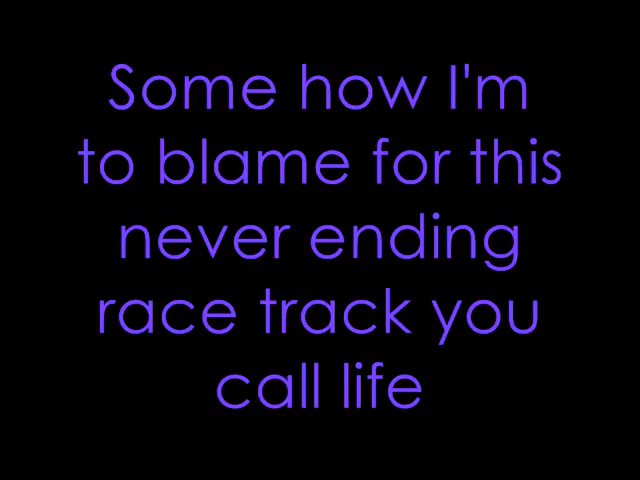 Some how I'm
to blame for this
never ending
race track you
call life